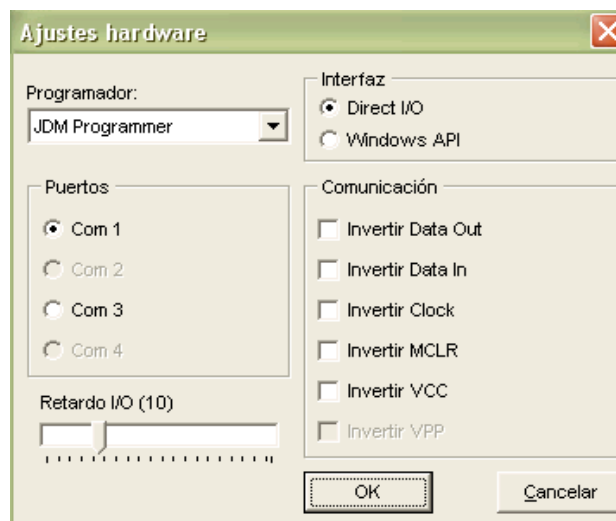 Ajustes hardware
Programador:
JDM Programmer
Interfaz
Direct I/O
Windows API
Puertos
Com 1
Com 2
Com 3
Com 4
Comunicación
Invertir Data Out
Invertir Data In
Invertir Clock
Invertir MCLR
Invertir VCC
Invertir VPP
Retardo I/O (10)
OK
Cancelar